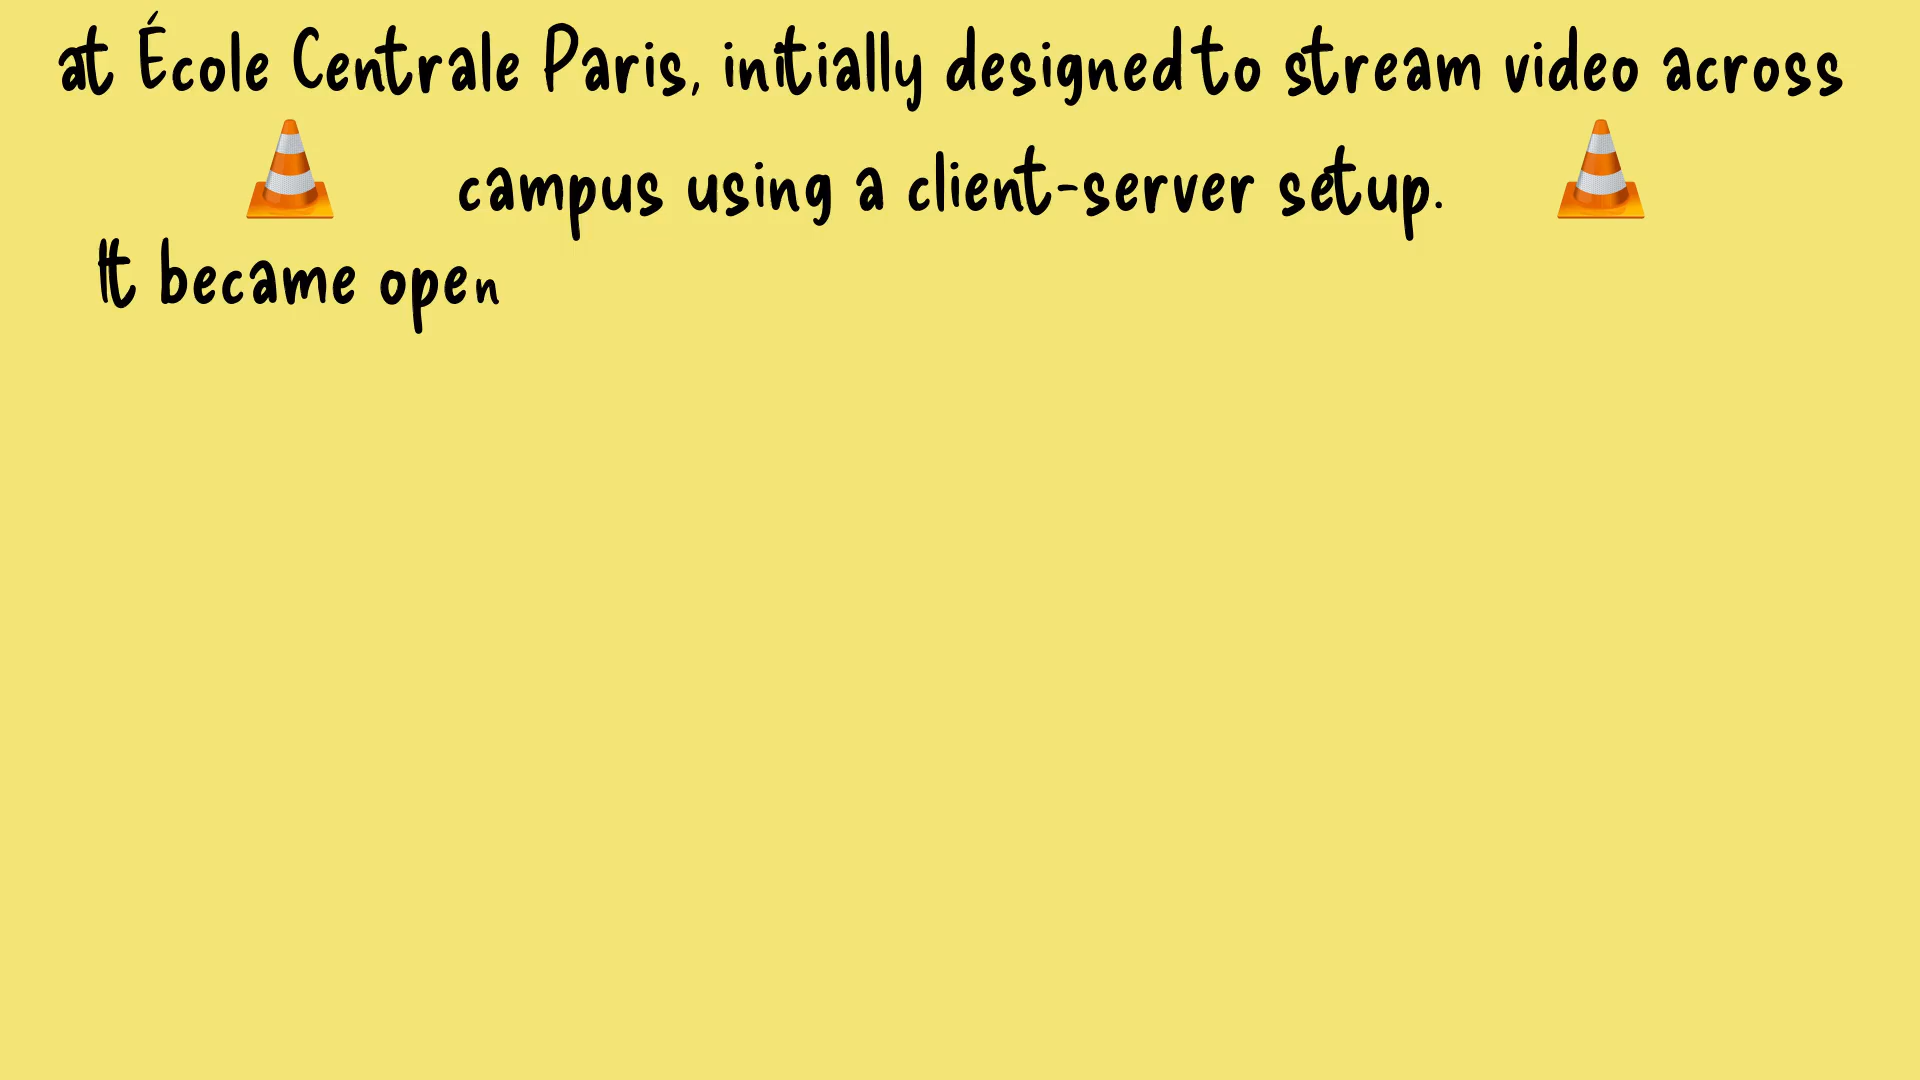 at École Centrale Paris, initially designed to stream video across
campus using a client-server setup.
It became open